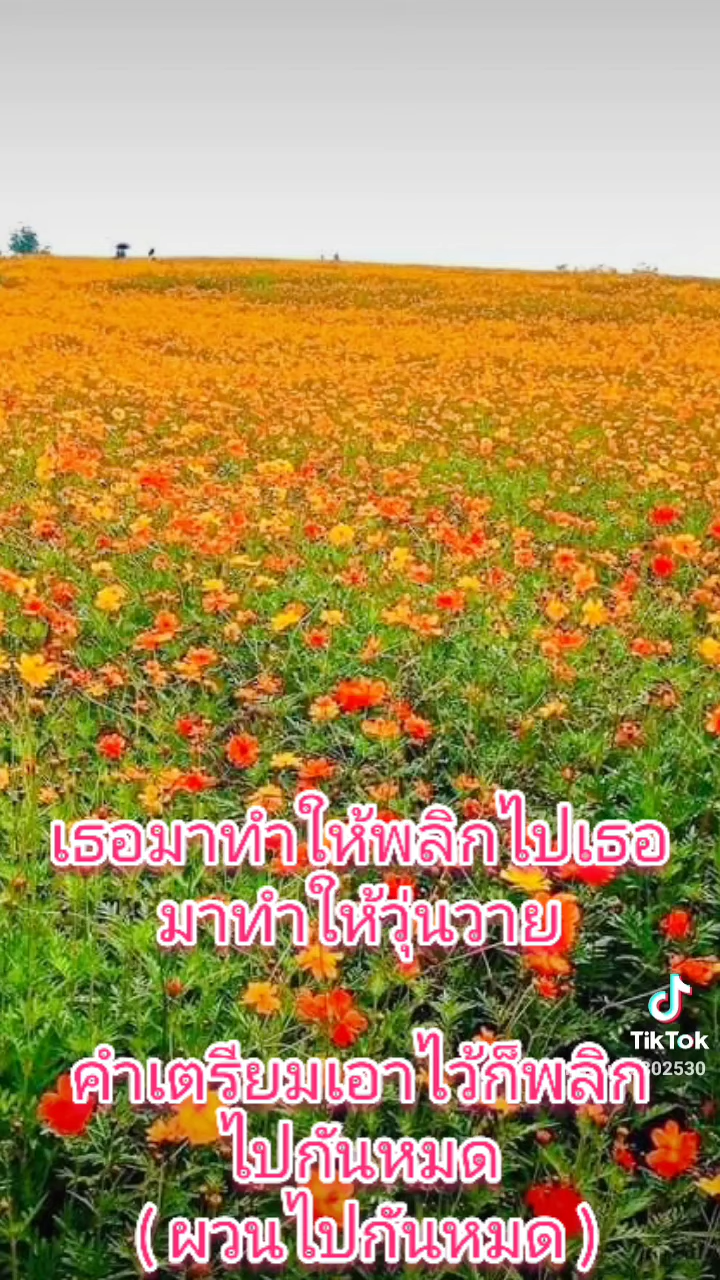 เธอมาทำให้พลิกไปเธอ
มาทำให้วุ่นวาย
TikTok
คำเตรียมเอาไว้ก็พลิก
ไปกันหมด
(ผวนไปกันหมด)